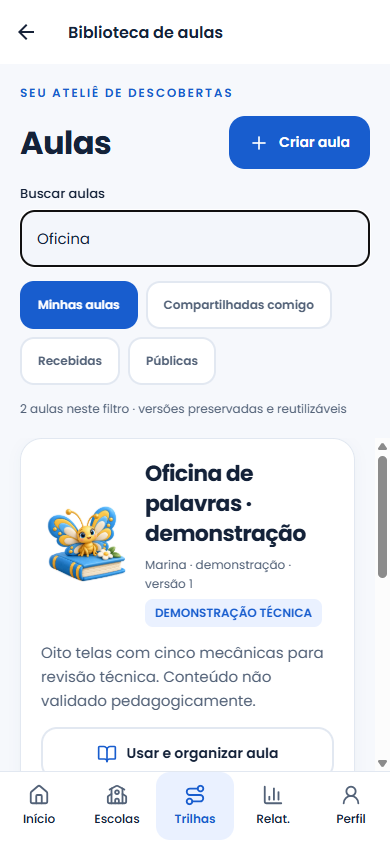 Biblioteca de aulas
SEU ATELIÊ DE DESCOBERTAS
Aulas
Criar aula
Buscar aulas
Oficina
Minhas aulas
Compartilhadas comigo
Recebidas
Públicas
2 aulas neste filtro · versões preservadas e reutilizáveis
Oficina de
palavras ·
demonstração
Marina · demonstração ·
versão 1
DEMONSTRAÇÃO TÉCNICA
Oito telas com cinco mecânicas para
revisão técnica. Conteúdo não
validado pedagogicamente.
Usar e organizar aula
Início
Escolas
Trilhas
Relat.
Perfil